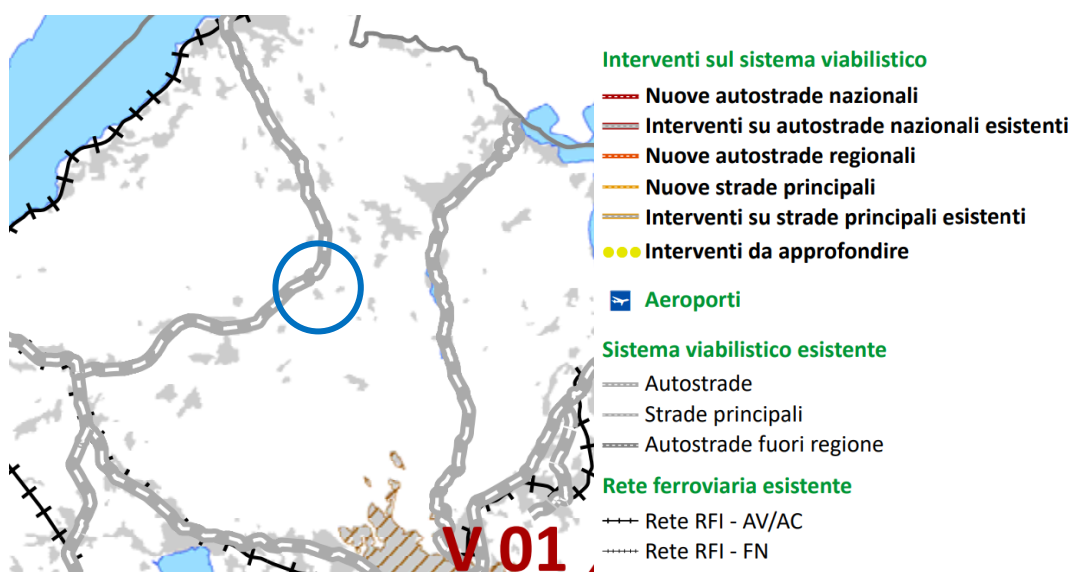 Interventi sul sistema viabilistico
Nuove autostrade nazionali
Interventi su autostrade nazionali esistenti
Nuove autostrade regionali
Nuove strade principali
Interventi su strade principali esistenti
Interventi da approfondire
Aeroporti
Sistema viabilistico esistente
Autostrade
Strade principali
Autostrade fuori regione
Rete ferroviaria esistente
Rete RFI - AV/AC
Rete RFI - FN
V 01